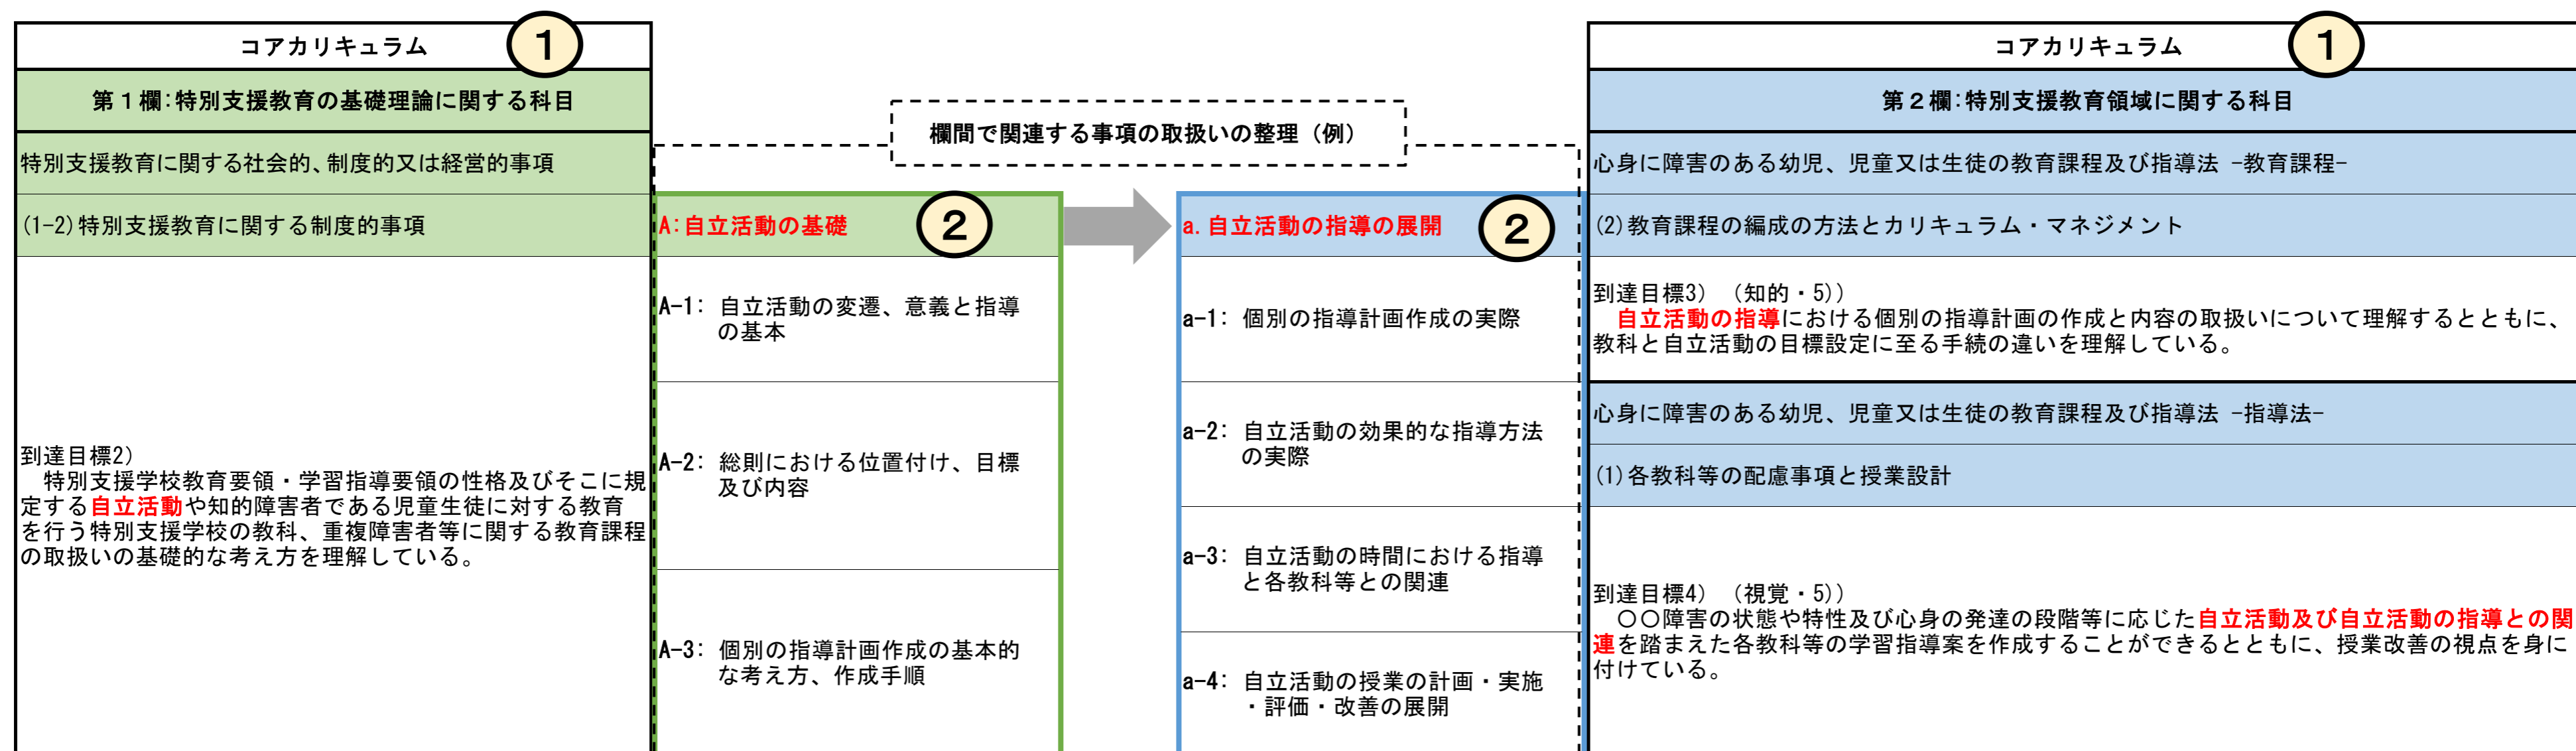 コアカリキュラム
1
第1欄:特別支援教育の基礎理論に関する科目
特別支援教育に関する社会的、制度的又は経営的事項
(1-2)特別支援教育に関する制度的事項
到達目標2)
特別支援学校教育要領・学習指導要領の性格及びそこに規
定する自立活動や知的障害者である児童生徒に対する教育
を行う特別支援学校の教科、重複障害者等に関する教育課程
の取扱いの基礎的な考え方を理解している。
欄間で関連する事項の取扱いの整理（例）
A:自立活動の基礎
2
A-1: 自立活動の変遷、意義と指導
の基本
A-2: 総則における位置付け、目標
及び内容
A-3: 個別の指導計画作成の基本的
な考え方、作成手順
a.自立活動の指導の展開
2
a-1: 個別の指導計画作成の実際
a-2: 自立活動の効果的な指導方法
の実際
a-3: 自立活動の時間における指導
と各教科等との関連
a-4: 自立活動の授業の計画・実施
・評価・改善の展開
コアカリキュラム
1
第2欄:特別支援教育領域に関する科目
心身に障害のある幼児、児童又は生徒の教育課程及び指導法 -教育課程-
(2)教育課程の編成の方法とカリキュラム・マネジメント
到達目標3) (知的・5))
自立活動の指導における個別の指導計画の作成と内容の取扱いについて理解するとともに、
教科と自立活動の目標設定に至る手続の違いを理解している。
心身に障害のある幼児、児童又は生徒の教育課程及び指導法 -指導法-
(1)各教科等の配慮事項と授業設計
到達目標4) (視覚・5))
〇〇障害の状態や特性及び心身の発達の段階等に応じた自立活動及び自立活動の指導との関
連を踏まえた各教科等の学習指導案を作成することができるとともに、授業改善の視点を身に
付けている。